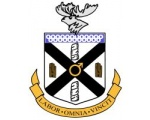 LABOR · OMNIA · VINCIT